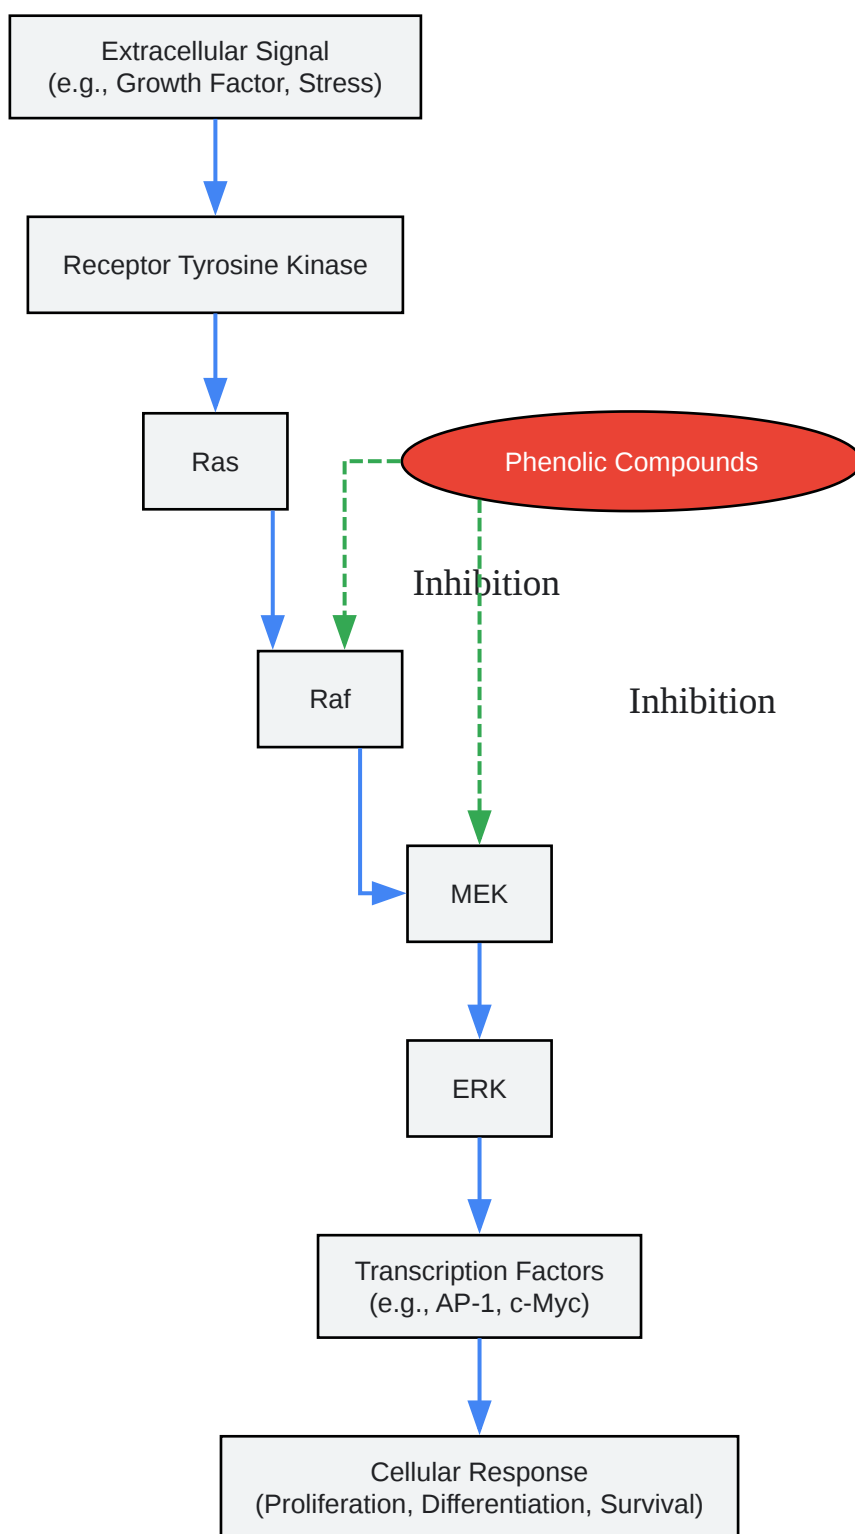 Extracellular Signal
(e.g., Growth Factor, Stress)
Receptor Tyrosine Kinase
Ras
Phenolic Compounds
Inhibition
Raf
Inhibition
MEK
ERK
Transcription Factors
(e.g., AP-1, c-Myc)
Cellular Response
(Proliferation, Differentiation, Survival)